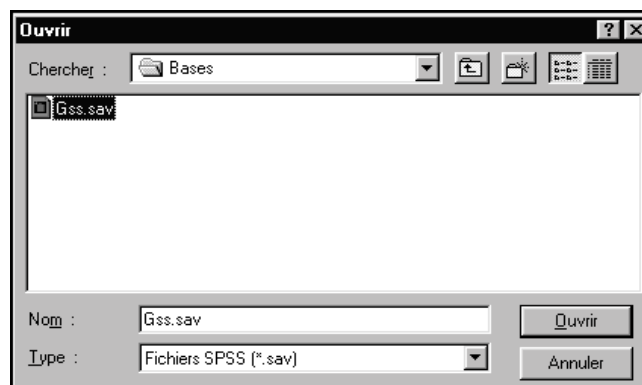 Ouvrir
Chercher : Bases
Gss.sav
Nom : Gss.sav Ouvrir
Type : Fichiers SPSS (*.sav) Annuler